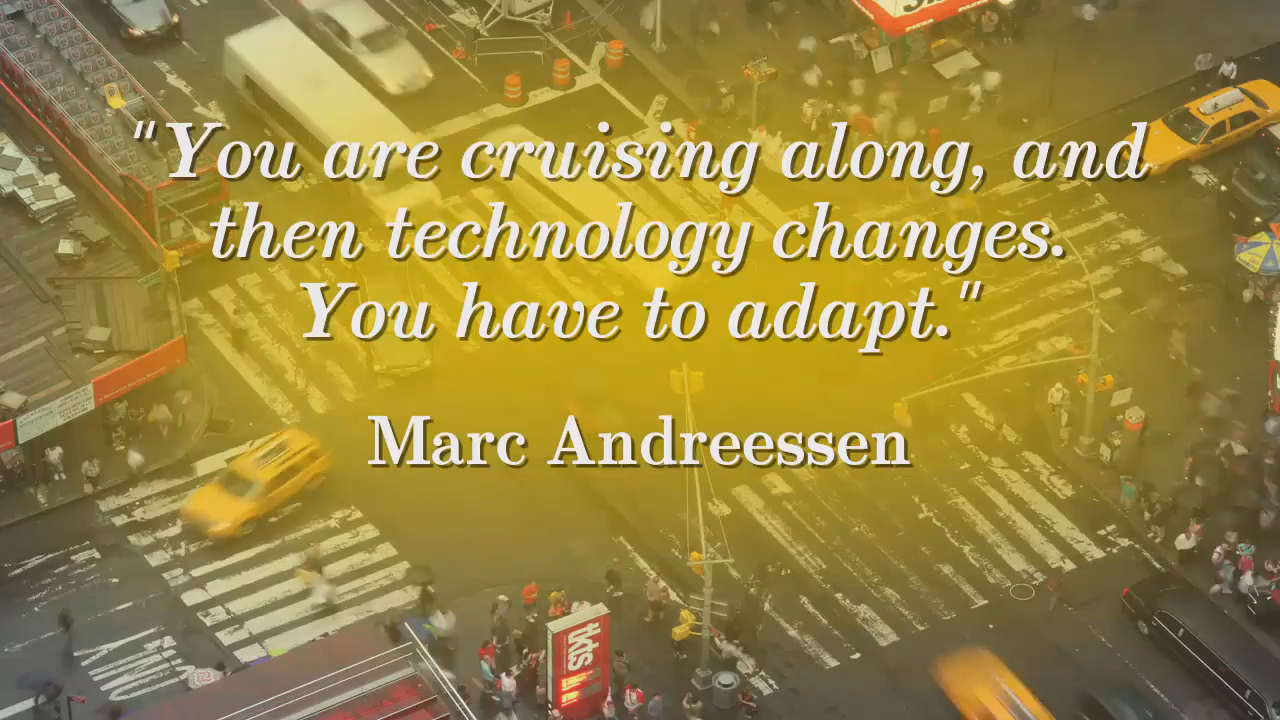 "You are cruising along, and
then technology changes.
You have to adapt."
Marc Andreessen
tkts